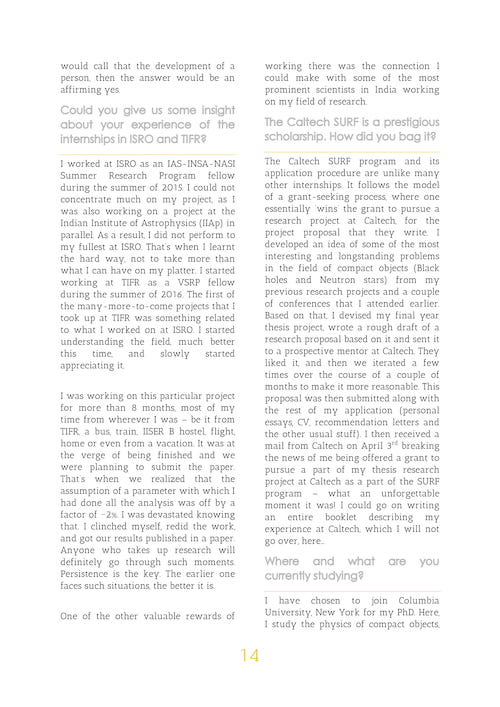 would call that the development of a
person, then the answer would be an
affirming yes.
Could you give us some insight
about your experience of the
internships in ISRO and TIFR?
I worked at ISRO as an IAS-INSA-NASI
Summer Research Program fellow
during the summer of 2015. I could not
concentrate much on my project, as I
was also working on a project at the
Indian Institute of Astrophysics (IIAp) in
parallel. As a result, I did not perform to
my fullest at ISRO. That's when I learnt
the hard way, not to take more than
what I can have on my platter. I started
working at TIFR as a VSRP fellow
during the summer of 2016. The first of
the many-more-to-come projects that I
took up at TIFR was something related
to what I worked on at ISRO. I started
understanding the field, much better
this time, and slowly started
appreciating it.
I was working on this particular project
for more than 8 months, most of my
time from wherever I was – be it from
TIFR, a bus, train, IISER B hostel, flight,
home or even from a vacation. It was at
the verge of being finished and we
were planning to submit the paper.
That's when we realized that the
assumption of a parameter with which I
had done all the analysis was off by a
factor of ~2%. I was devastated knowing
that. I clinched myself, redid the work,
and got our results published in a paper.
Anyone who takes up research will
definitely go through such moments.
Persistence is the key. The earlier one
faces such situations, the better it is.
One of the other valuable rewards of
working there was the connection I
could make with some of the most
prominent scientists in India working
on my field of research.
The Caltech SURF is a prestigious
scholarship. How did you bag it?
The Caltech SURF program and its
application procedure are unlike many
other internships. It follows the model
of a grant-seeking process, where one
essentially 'wins' the grant to pursue a
research project at Caltech, for the
project proposal that they write. I
developed an idea of some of the most
interesting and longstanding problems
in the field of compact objects (Black
holes and Neutron stars) from my
previous research projects and a couple
of conferences that I attended earlier.
Based on that, I devised my final year
thesis project, wrote a rough draft of a
research proposal based on it and sent it
to a prospective mentor at Caltech. They
liked it, and then we iterated a few
times over the course of a couple of
months to make it more reasonable. This
proposal was then submitted along with
the rest of my application (personal
essays, CV, recommendation letters and
the other usual stuff). I then received a
mail from Caltech on April 3rd breaking
the news of me being offered a grant to
pursue a part of my thesis research
project at Caltech as a part of the SURF
program – what an unforgettable
moment it was! I could go on writing
an entire booklet describing my
experience at Caltech, which I will not
go over, here...
Where and what are you
currently studying?
I have chosen to join Columbia
University, New York for my PhD. Here,
I study the physics of compact objects,
14